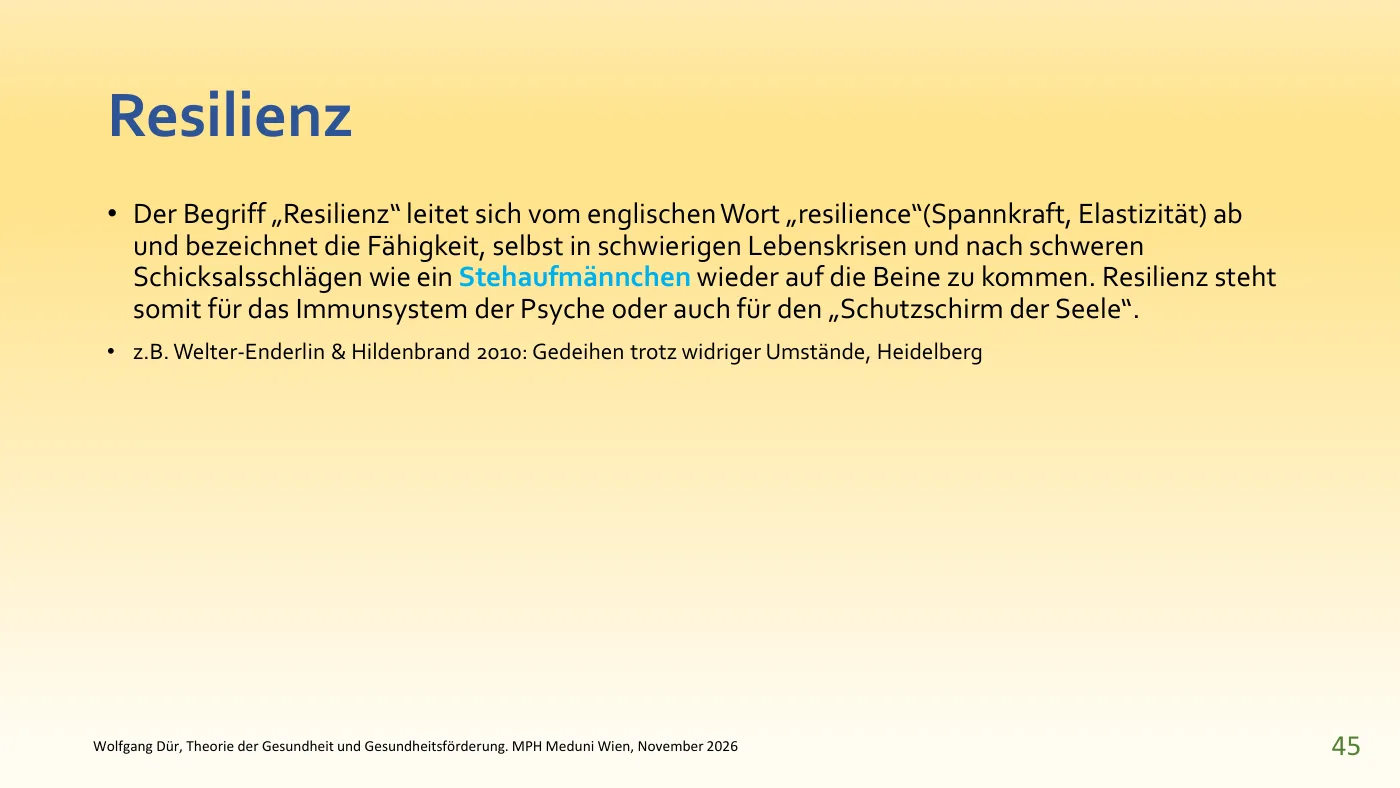 Resilienz
• Der Begriff „Resilienz“ leitet sich vom englischen Wort „resilience“(Spannkraft, Elastizität) ab
und bezeichnet die Fähigkeit, selbst in schwierigen Lebenskrisen und nach schweren
Schicksalsschlägen wie ein Stehaufmännchen wieder auf die Beine zu kommen. Resilienz steht
somit für das Immunsystem der Psyche oder auch für den „Schutzschirm der Seele“.
• z.B. Welter-Enderlin & Hildenbrand 2010: Gedeihen trotz widriger Umstände, Heidelberg
Wolfgang Dür, Theorie der Gesundheit und Gesundheitsförderung. MPH Meduni Wien, November 2026
45